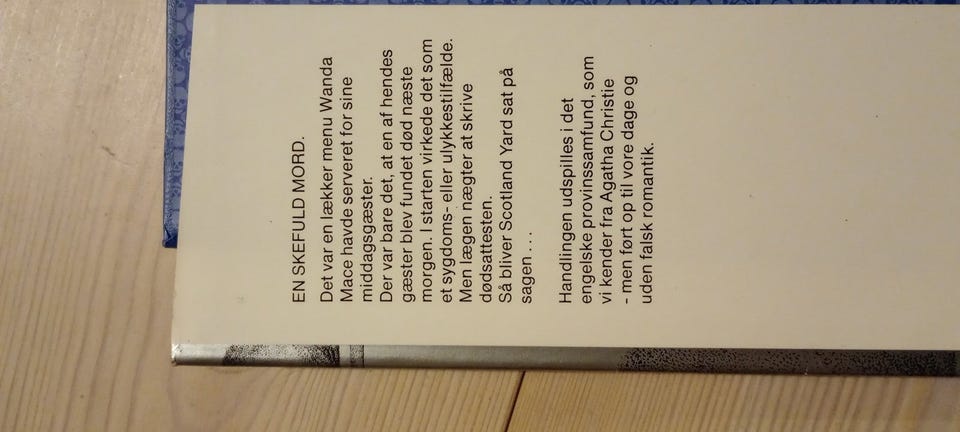 EN SKEFULD MORD.
Det var en lækker menu Wanda
Mace havde serveret for sine
middagsgæster.
Der var bare det, at en af hendes
gæster blev fundet død næste
morgen. I starten virkede det som
et sygdoms- eller ulykkestilfælde.
Men lægen nægter at skrive
dødsattesten.
Så bliver Scotland Yard sat på
sagen....
Handlingen udspilles i det
engelske provinssamfund, som
vi kender fra Agatha Christie
- men ført op til vore dage og
uden falsk romantik.